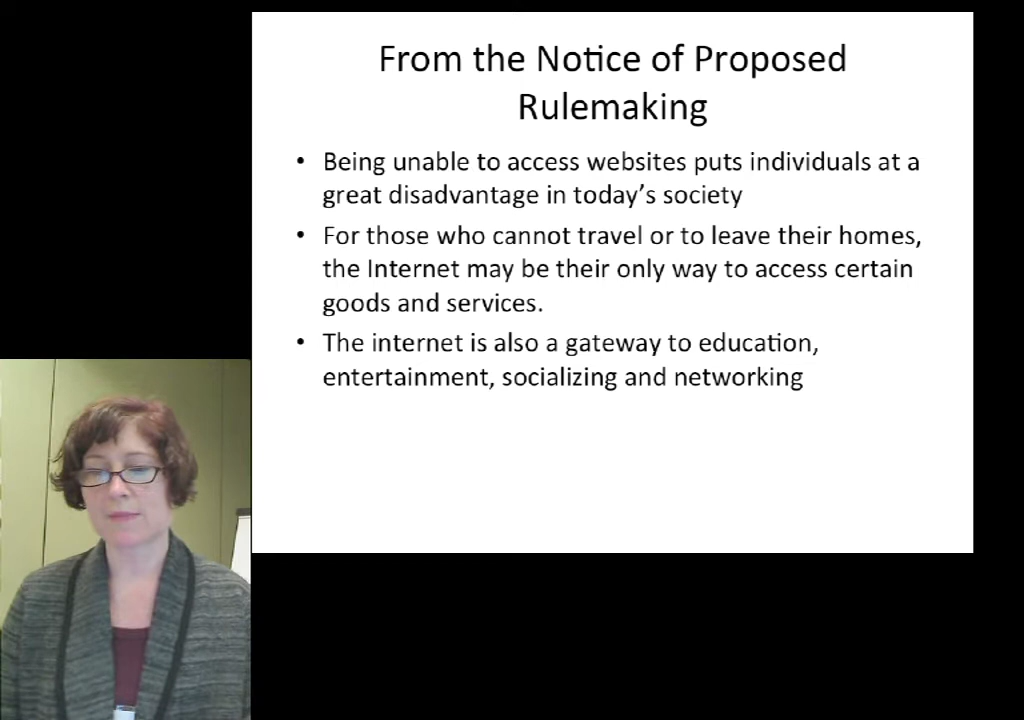 From the Notice of Proposed
Rulemaking
• Being unable to access websites puts individuals at a
great disadvantage in today’s society
• For those who cannot travel or to leave their homes,
the Internet may be their only way to access certain
goods and services.
• The internet is also a gateway to education,
entertainment, socializing and networking